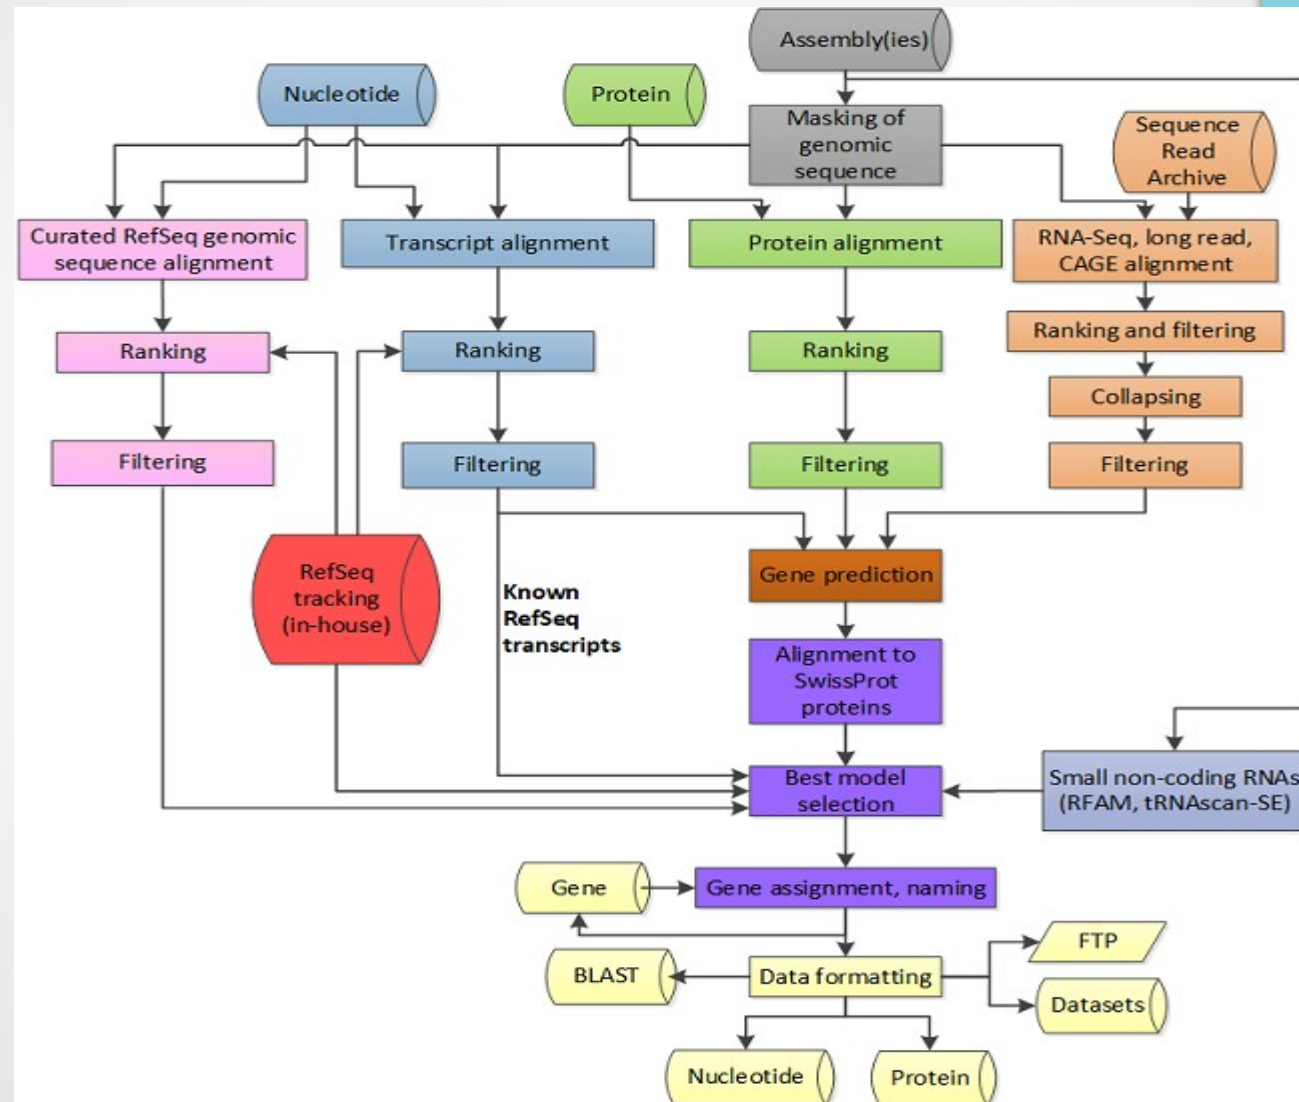 Assembly(ies)
Nucleotide
Protein
Masking of
genomic
sequence
Sequence
Read
Archive
Curated RefSeq genomic
sequence alignment
Transcript alignment
Protein alignment
RNA-Seq, long read,
CAGE alignment
Ranking
Ranking
Ranking
Ranking and filtering
Collapsing
Filtering
Filtering
Filtering
Filtering
RefSeq
tracking
(in-house)
Known
RefSeq
transcripts
Gene prediction
Alignment to
SwissProt
proteins
Best model
selection
Small non-coding RNAs
(RFAM, tRNAscan-SE)
Gene
Gene assignment, naming
BLAST
Data formatting
FTP
Datasets
Nucleotide
Protein